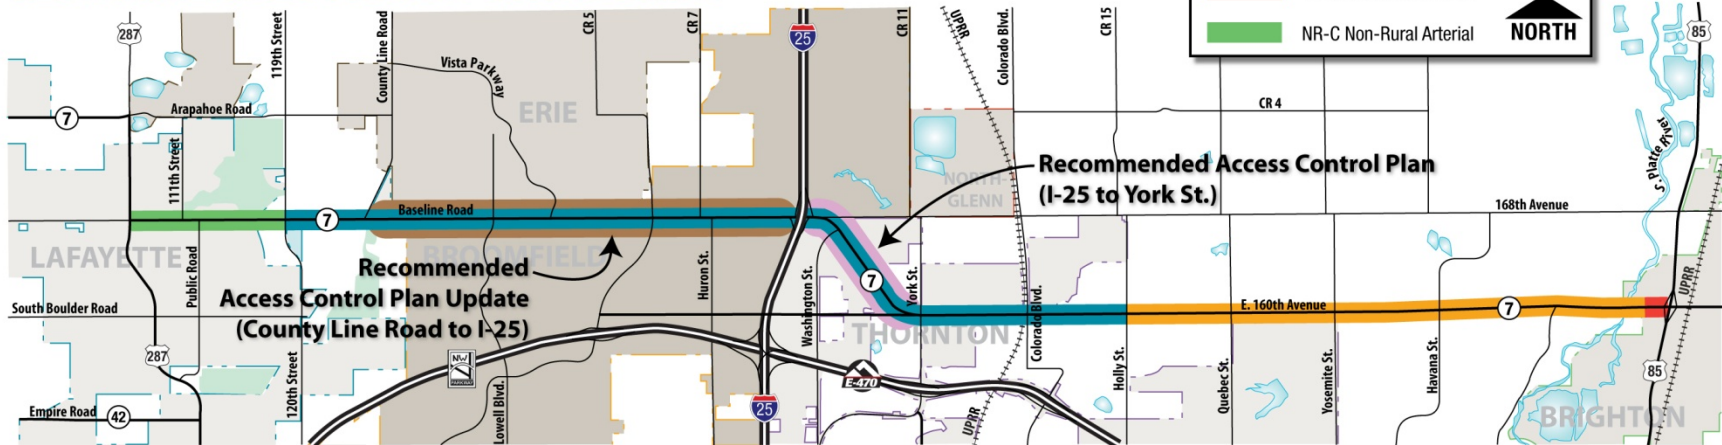 287
119th Street
County Line Road
CR 5
CR 7
25
CR 11
UPRR
Colorado Blvd.
CR 15
NR-C Non-Rural Arterial
NORTH
85
Vista Parkway
7
Arapahoe Road
ERIE
CR 4
111th Street
S. Platte River
NORTH-
GLENN
Recommended Access Control Plan
(I-25 to York St.)
7
Baseline Road
168th Avenue
LAFAYETTE
Public Road
BROOMFIELD
Recommended
Access Control Plan Update
(County Line Road to I-25)
Huron St.
Washington St.
7
York St.
Colorado Blvd.
E. 160th Avenue
7
UPRR
South Boulder Road
THORNTON
287
120th Street
NW
PARKWAY
Lowell Blvd.
E-470
Holly St.
Quebec St.
Yosemite St.
Havana St.
85
Empire Road
42
25
UPRR
BRIGHTON